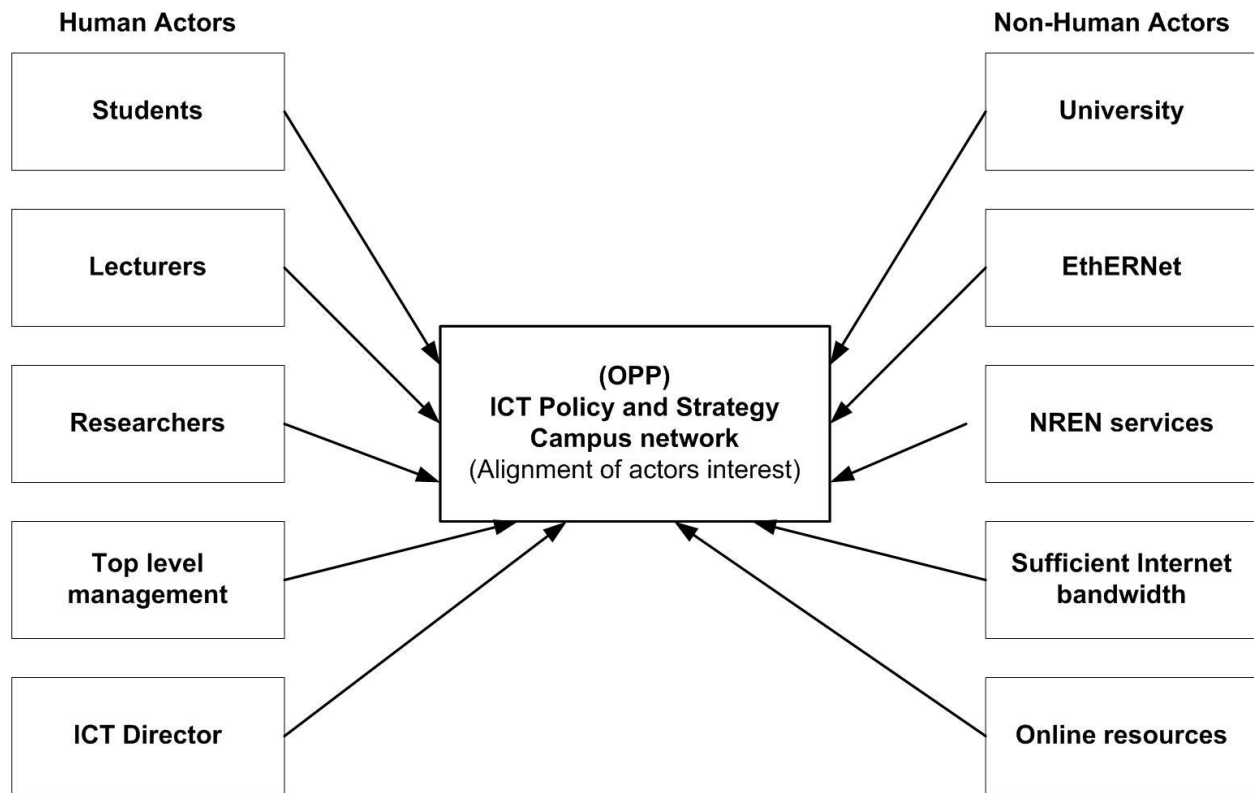 Human Actors
Non-Human Actors
Students
University
Lecturers
EthERNet
(OPP)
ICT Policy and Strategy
Campus network
(Alignment of actors interest)
Researchers
NREN services
Top level
management
Sufficient Internet
bandwidth
ICT Director
Online resources